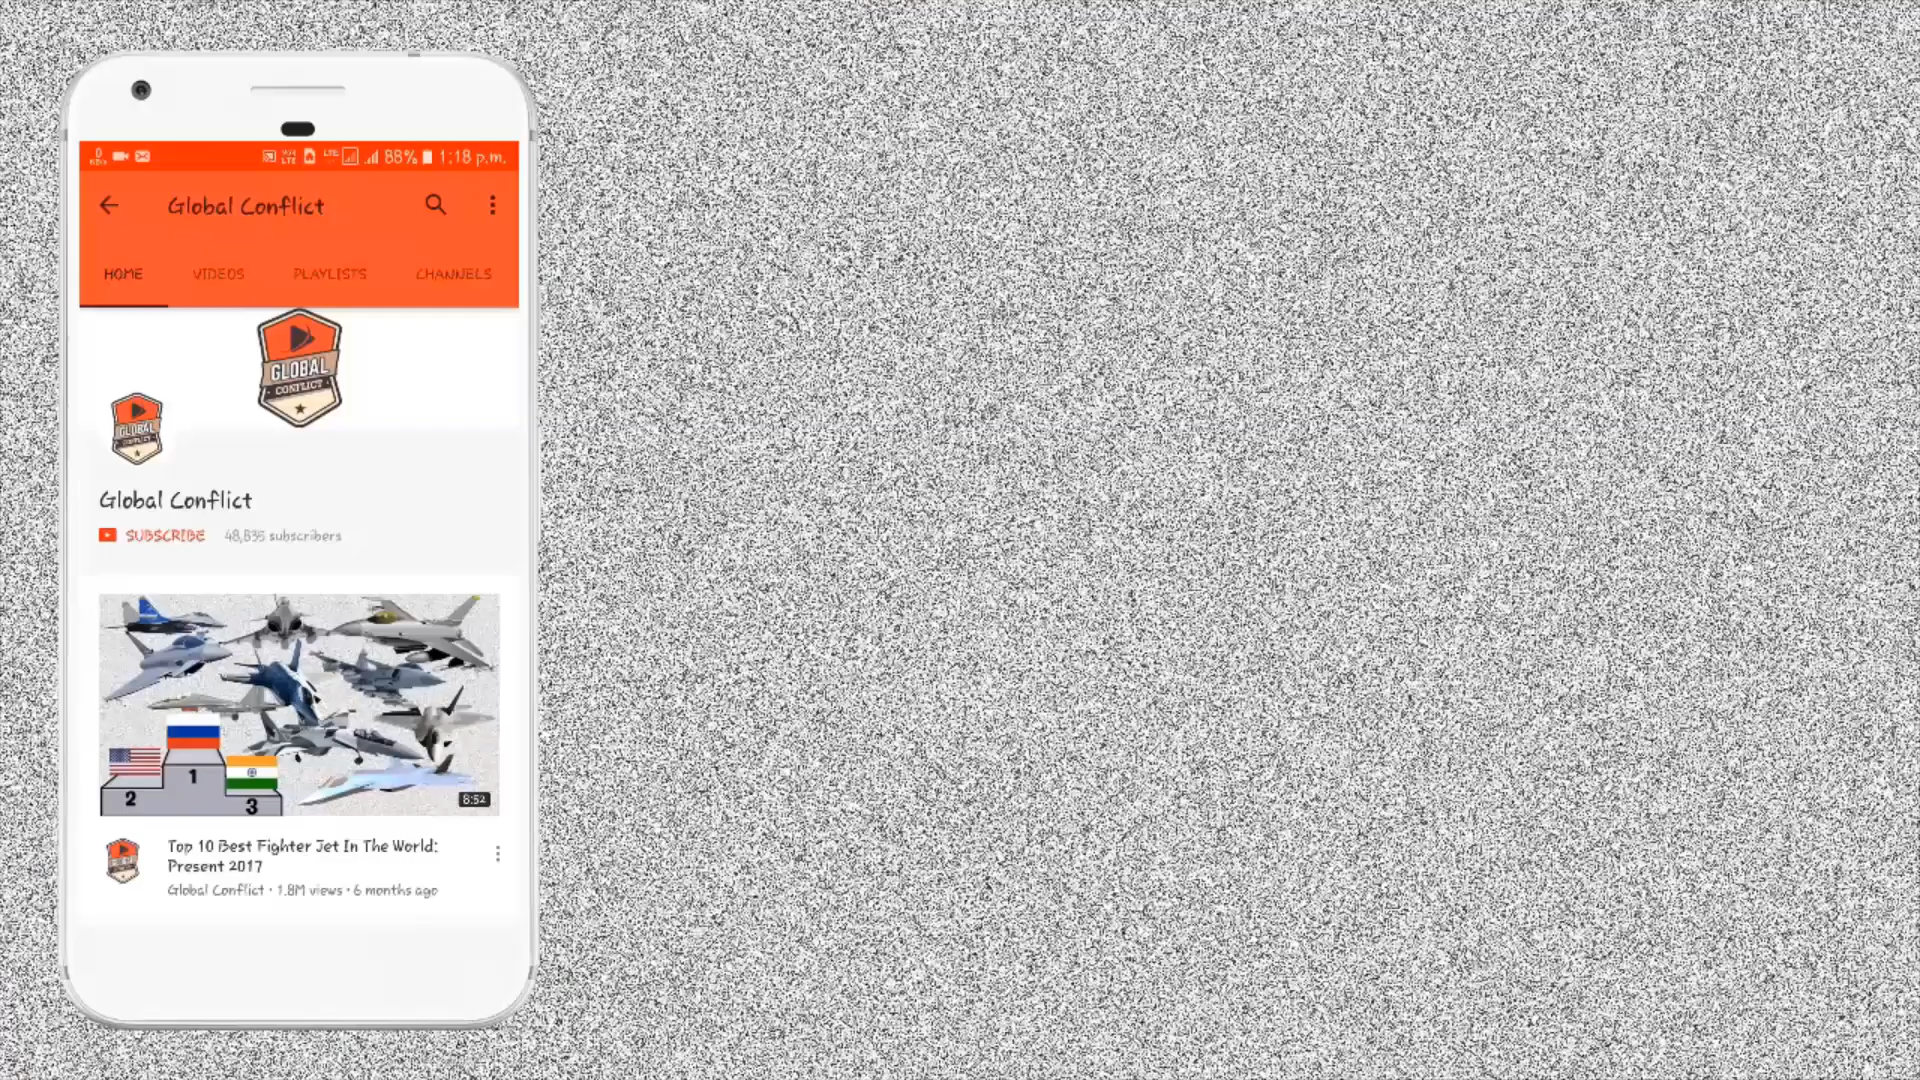 88% 1:18 p.m.
Global Conflict
HOME VIDEOS PLAYLISTS CHANNELS
GLOBAL
CONFLICT
GLOBAL
CONFLICT
Global Conflict
SUBSCRIBE 48,835 subscribers
1
2
3
8:52
Top 10 Best Fighter Jet In The World:
Present 2017
Global Conflict · 1.8M views · 6 months ago